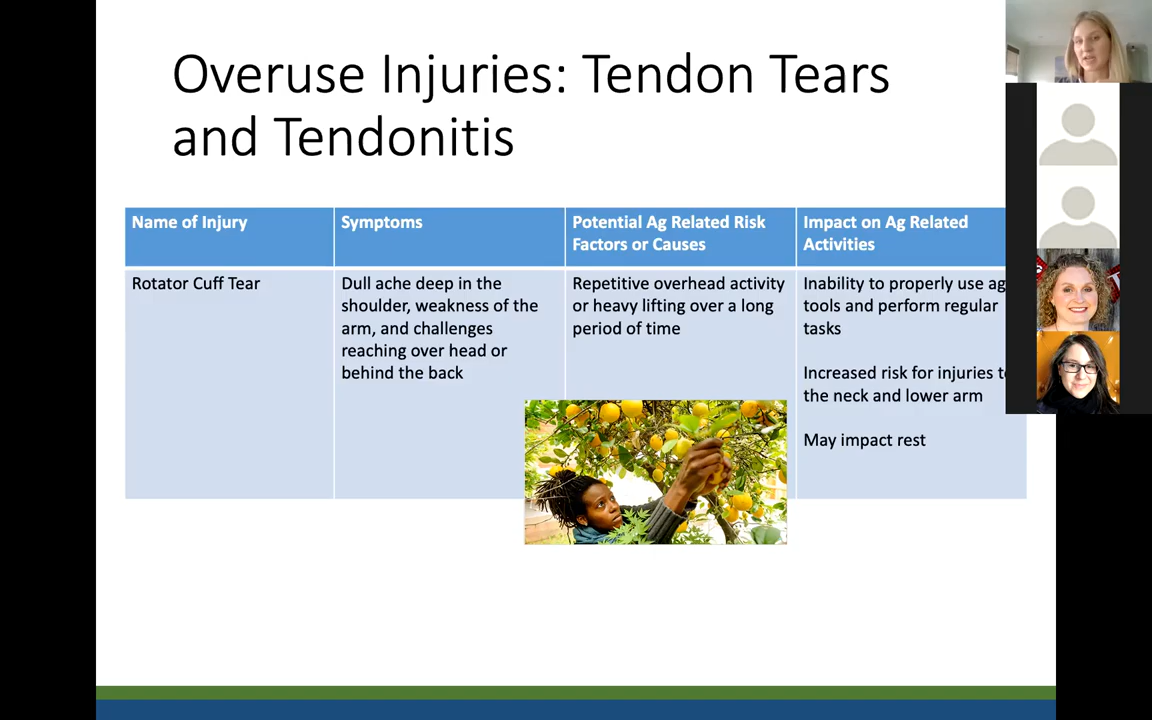 Overuse Injuries: Tendon Tears
and Tendonitis
Name of Injury
Symptoms
Potential Ag Related Risk
Factors or Causes
Impact on Ag Related
Activities
Rotator Cuff Tear
Dull ache deep in the
shoulder, weakness of the
arm, and challenges
reaching over head or
behind the back
Repetitive overhead activity
or heavy lifting over a long
period of time
Inability to properly use ag
tools and perform regular
tasks
Increased risk for injuries
the neck and lower arm
May impact rest